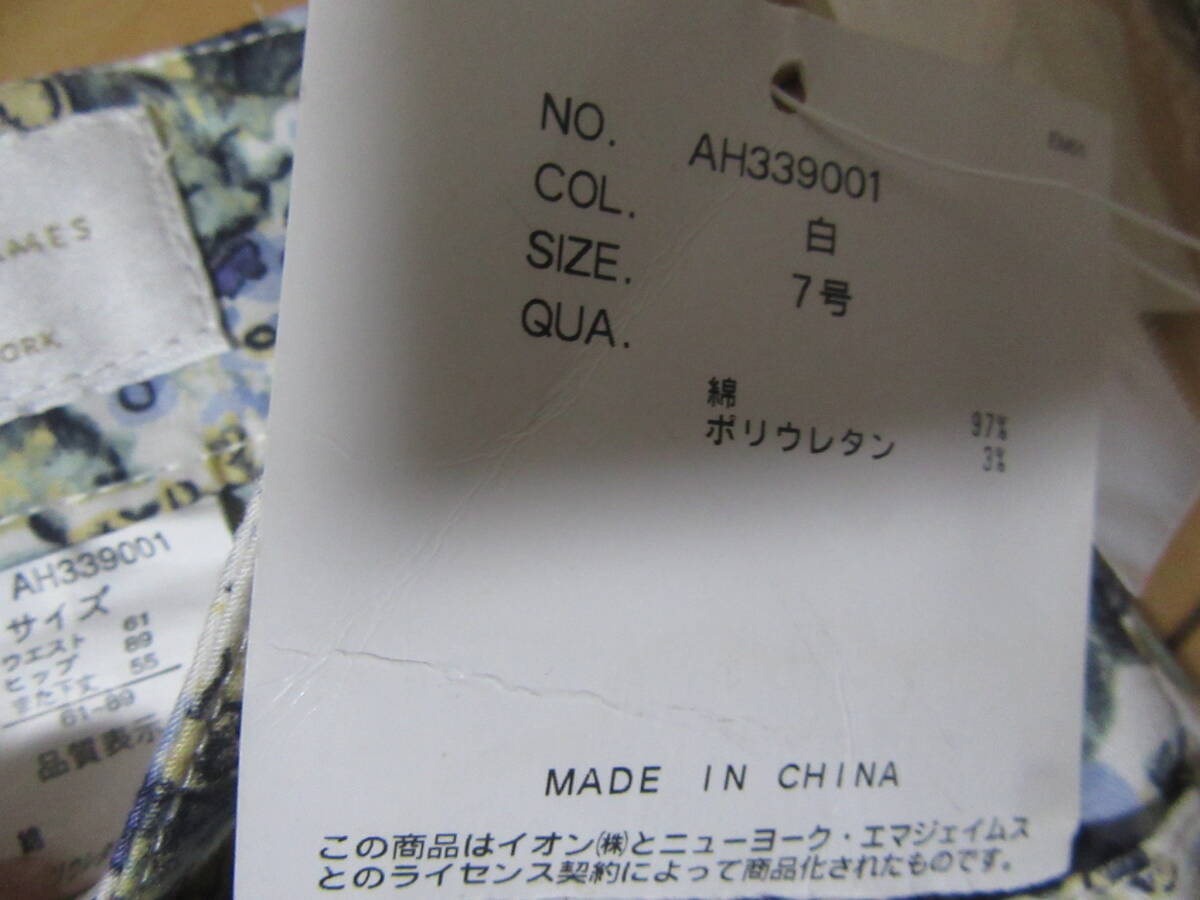 NO. AH339001
COL. 白
SIZE. 7号
QUA.
綿 97%
ポリウレタン 3%
MADE IN CHINA
この商品はイオン㈱とニューヨーク・エマジェイムス
とのライセンス契約によって商品化されたものです。
AH339001
サイズ
ウエスト 61
ヒップ 89
また下丈 55
61-89
品質表示
綿